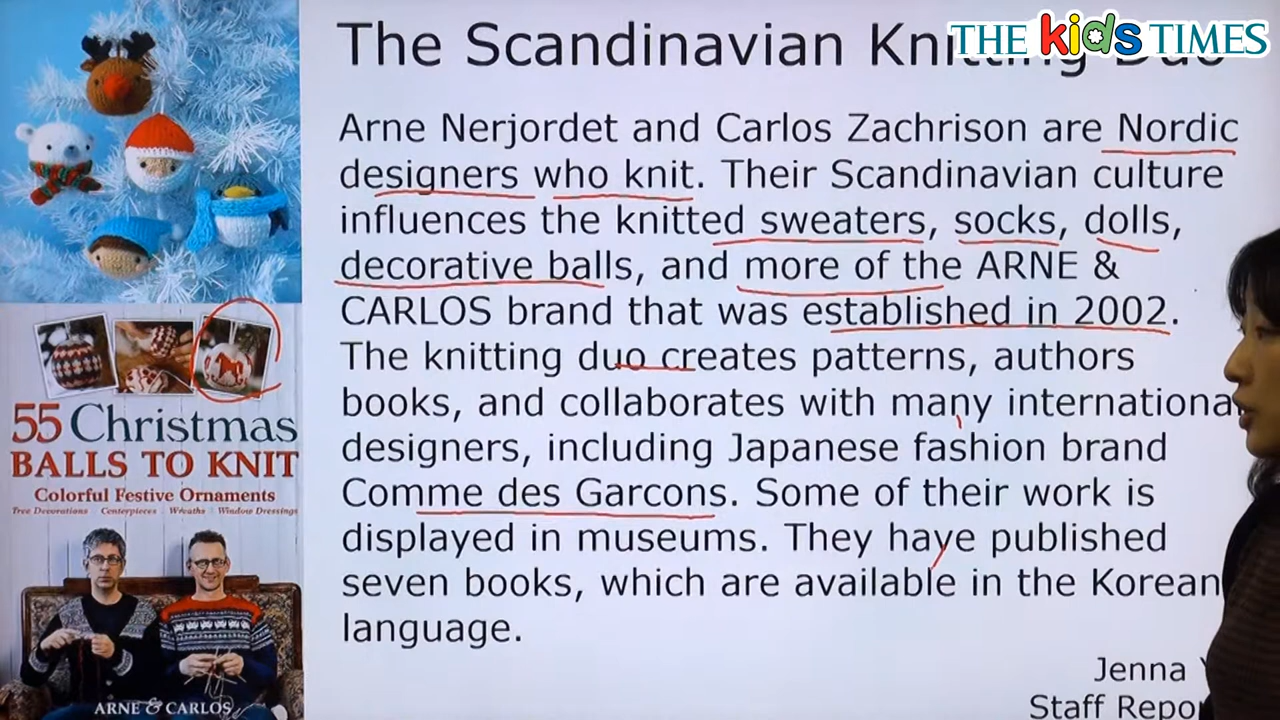 The Scandinavian Knitting Duo
THE kids TIMES
Arne Nerjordet and Carlos Zachrison are Nordic
designers who knit. Their Scandinavian culture
influences the knitted sweaters, socks, dolls,
decorative balls, and more of the ARNE &
CARLOS brand that was established in 2002.
The knitting duo creates patterns, authors
books, and collaborates with many internationa
designers, including Japanese fashion brand
Comme des Garcons. Some of their work is
displayed in museums. They have published
seven books, which are available in the Korean
language.
Jenna
Staff Repor
55 Christmas
BALLS TO KNIT
Colorful Festive Ornaments
Tree Decorations Centerpieces Wreaths Window Dressings
ARNE & CARLOS